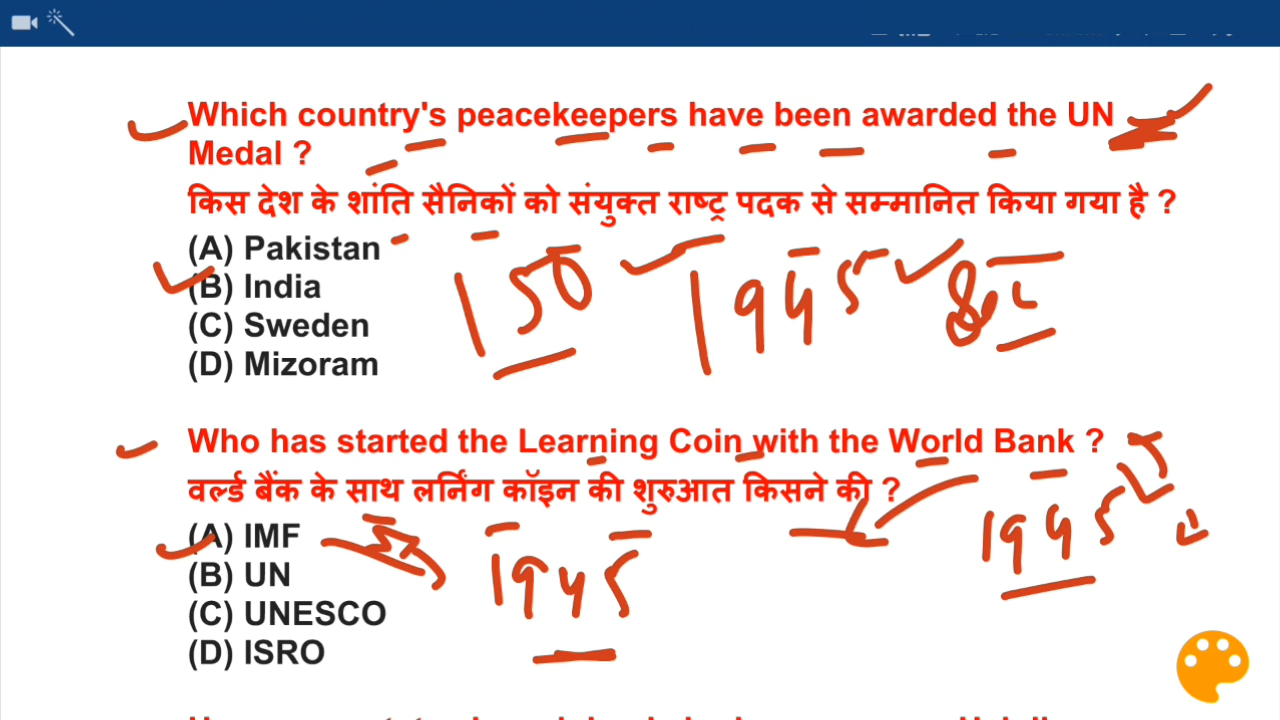 Which country's peacekeepers have been awarded the UN
Medal ?
किस देश के शांति सैनिकों को संयुक्त राष्ट्र पदक से सम्मानित किया गया है ?
(A) Pakistan
(B) India
(C) Sweden
(D) Mizoram
150 1945
Who has started the Learning Coin with the World Bank ?
वर्ल्ड बैंक के साथ लर्निंग कॉइन की शुरुआत किसने की ?
(A) IMF
(B) UN
(C) UNESCO
(D) ISRO
1945
1945